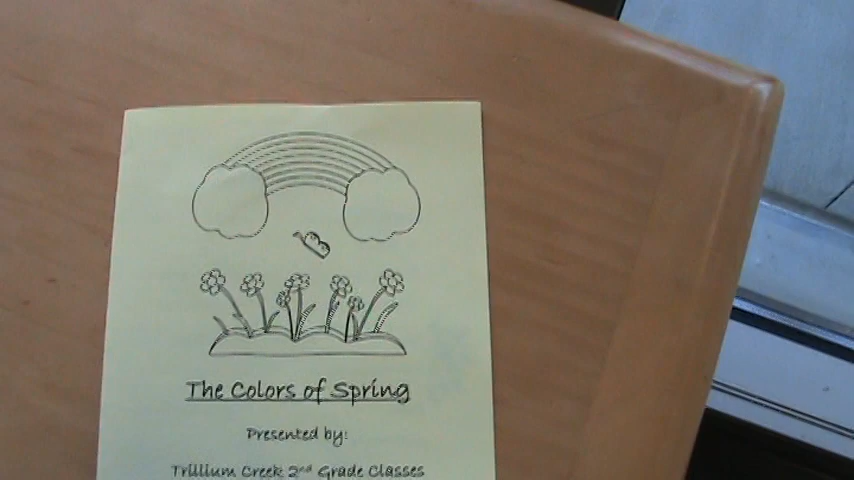 The Colors of Spring
Presented by:
Trillium Creek 2nd Grade Classes